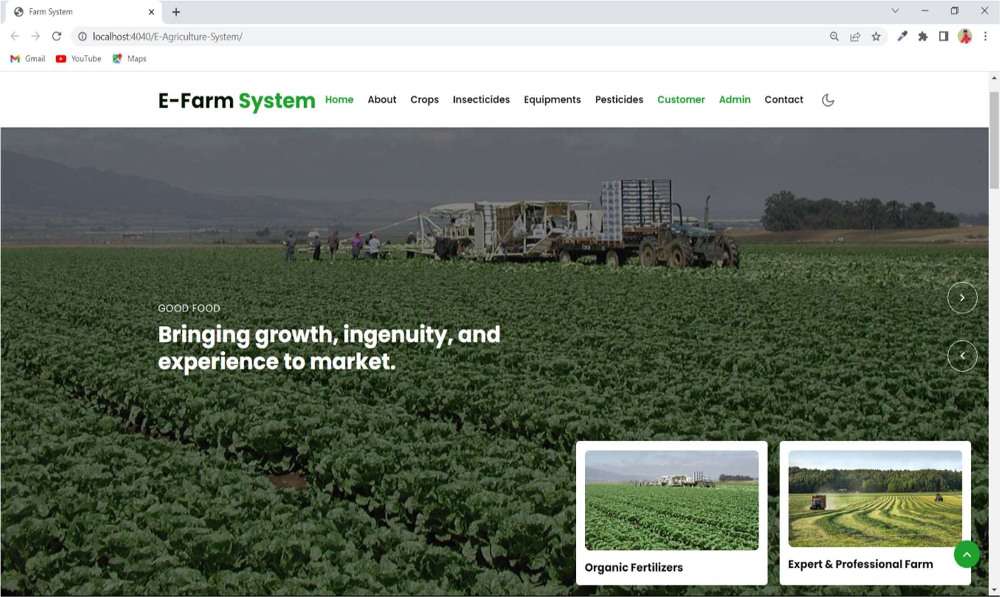 Farm System
localhost:4040/E-Agriculture-System/
Gmail YouTube Maps
E-Farm System Home About Crops Insecticides Equipments Pesticides Customer Admin Contact
GOOD FOOD
Bringing growth, ingenuity, and
experience to market.
Organic Fertilizers
Expert & Professional Farm